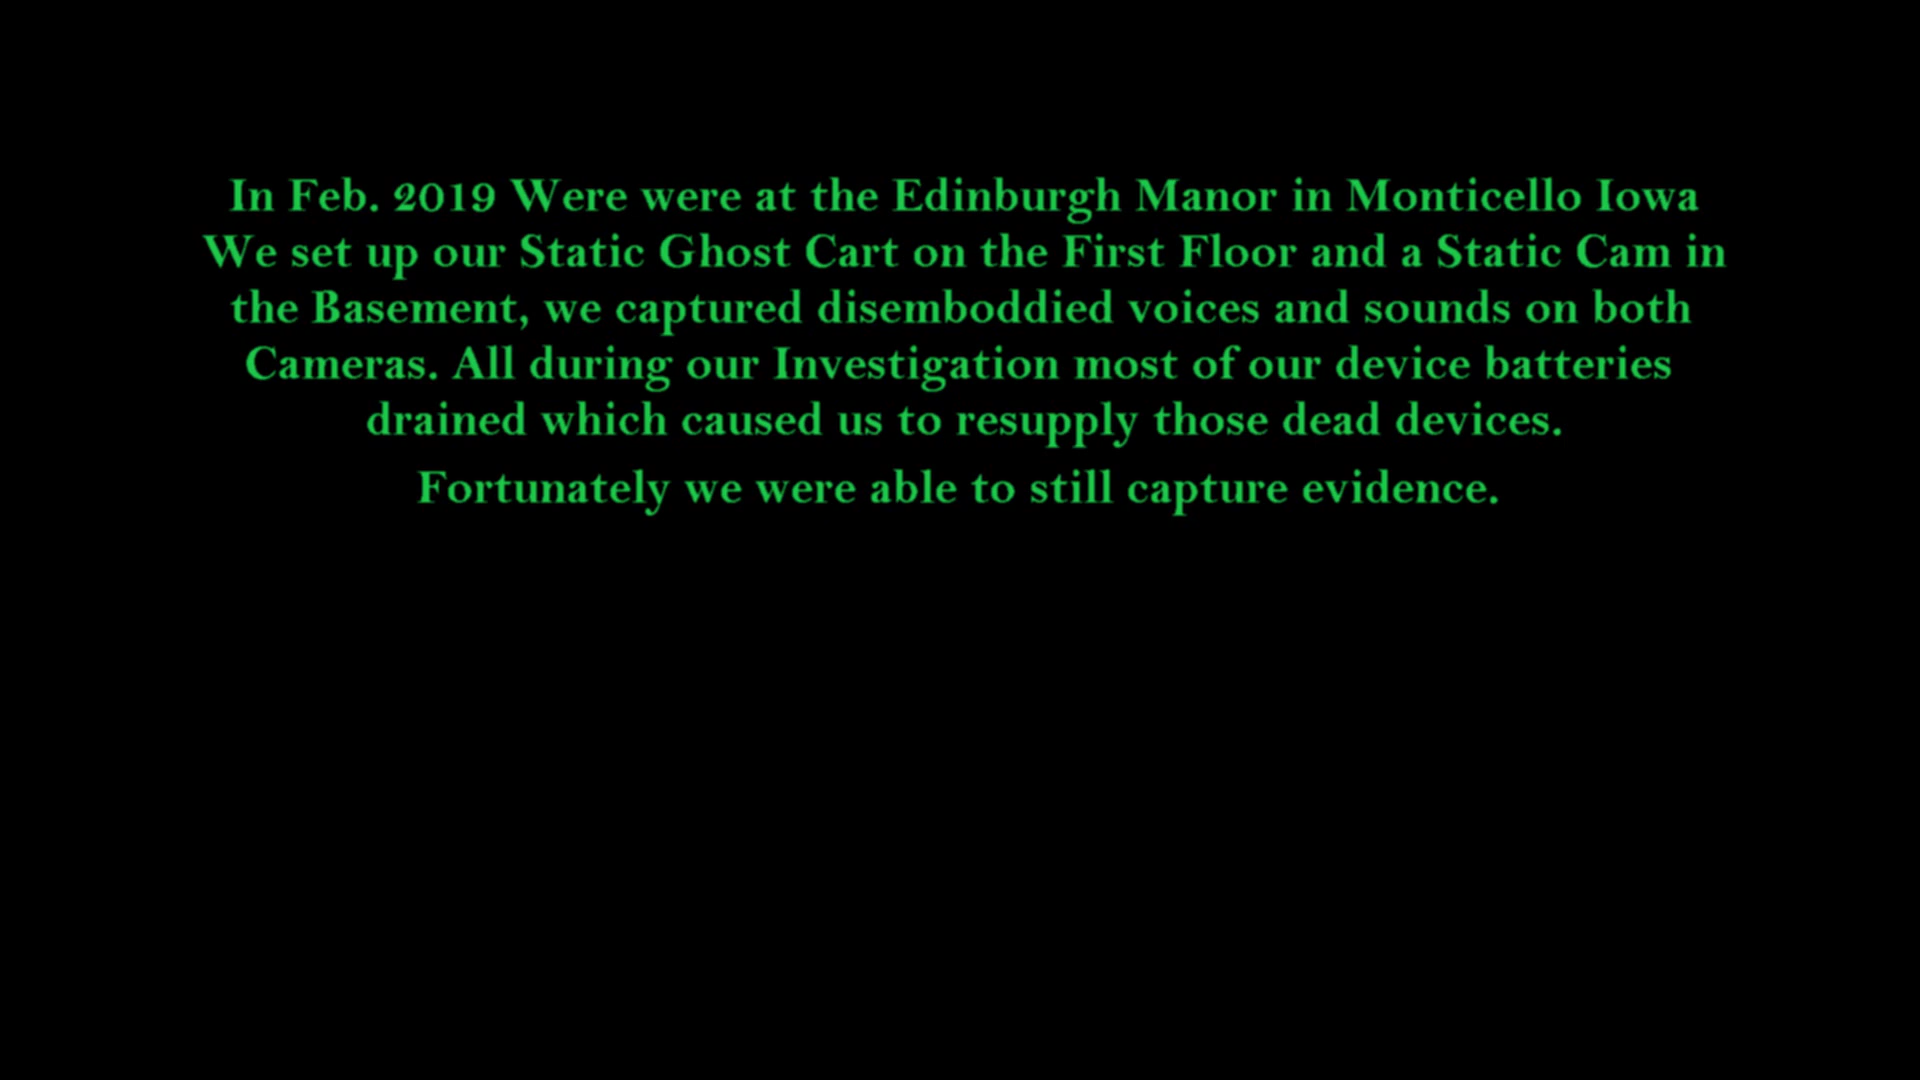 In Feb. 2019 Were were at the Edinburgh Manor in Monticello Iowa
We set up our Static Ghost Cart on the First Floor and a Static Cam in
the Basement, we captured disemboddied voices and sounds on both
Cameras. All during our Investigation most of our device batteries
drained which caused us to resupply those dead devices.
Fortunately we were able to still capture evidence.